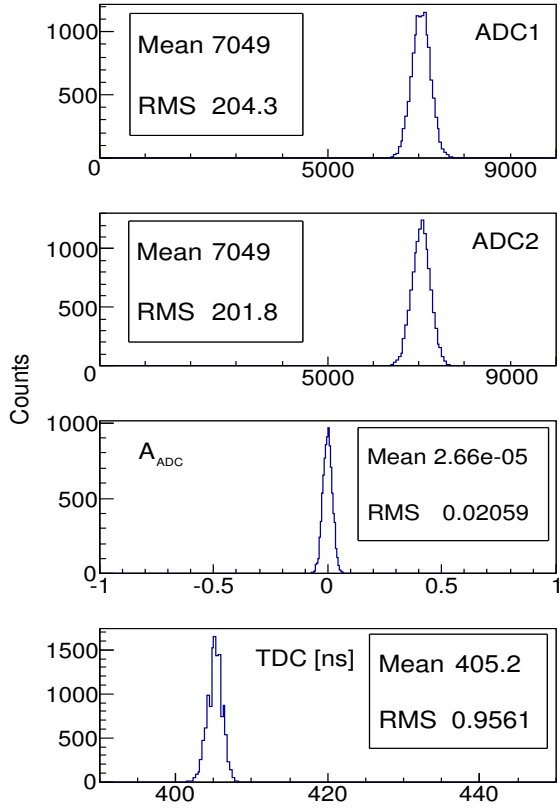 1000
500
0
Mean 7049
RMS 204.3
ADC1
5000
9000
1000
500
0
Mean 7049
RMS 201.8
ADC2
5000
9000
Counts
1000
500
0
A_ADC
Mean 2.66e-05
RMS 0.02059
-1
-0.5
0
0.5
1
1500
1000
500
0
TDC [ns]
Mean 405.2
RMS 0.9561
400
420
440